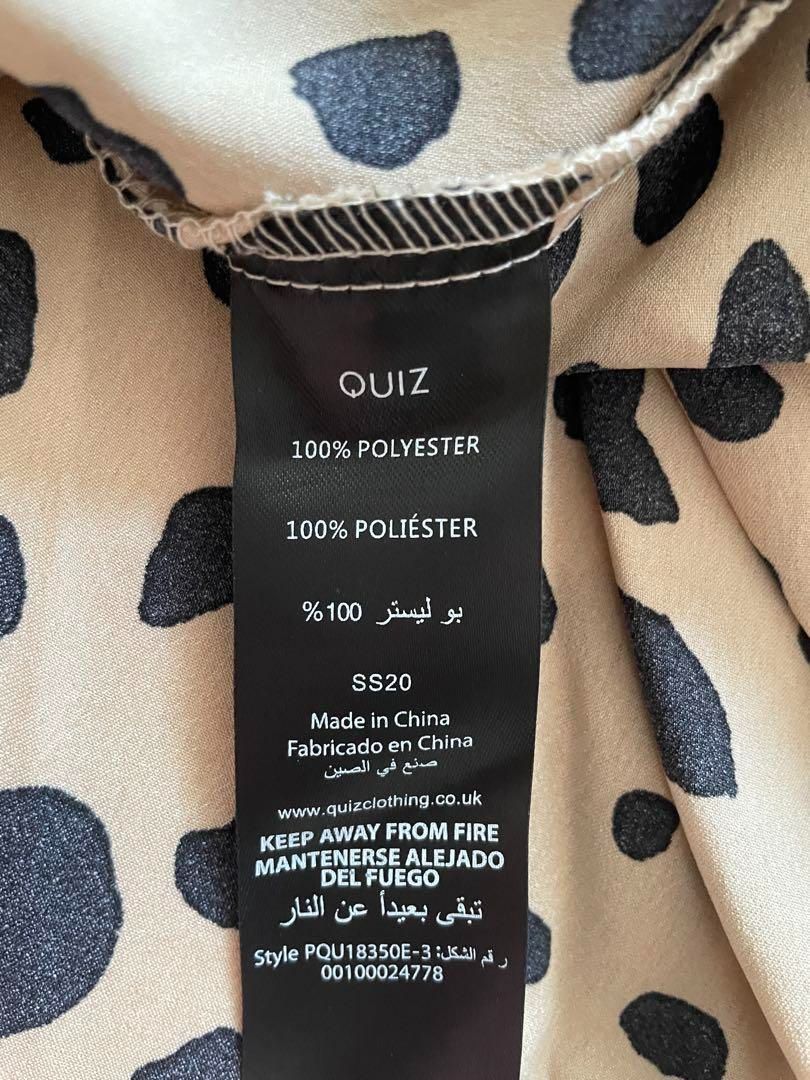 QUIZ
100% POLYESTER
100% POLIÉSTER
بو ليستر 100%
SS20
Made in China
Fabricado en China
صنع في الصين
www.quizclothing.co.uk
KEEP AWAY FROM FIRE
MANTENERSE ALEJADO
DEL FUEGO
تبقى بعيدأ عن النار
Style PQU18350E-3: رقم الشكل
00100024778